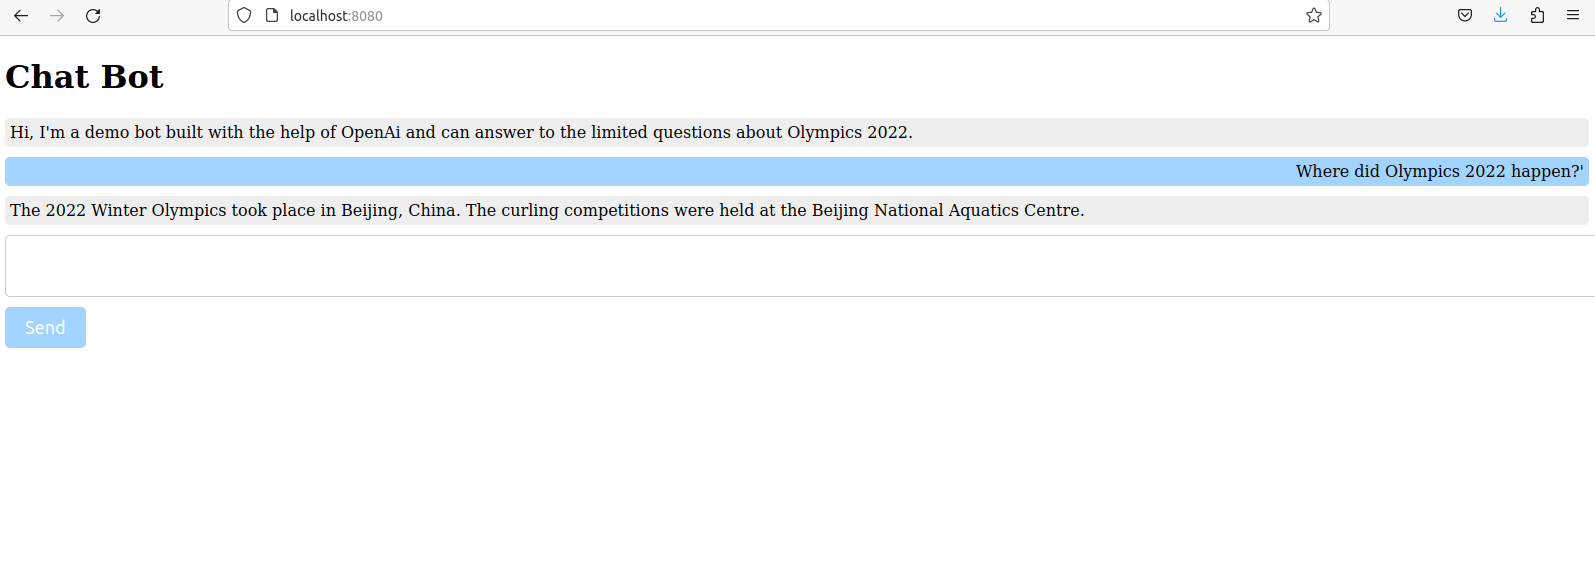 localhost:8080
Chat Bot
Hi, I'm a demo bot built with the help of OpenAi and can answer to the limited questions about Olympics 2022.
Where did Olympics 2022 happen?'
The 2022 Winter Olympics took place in Beijing, China. The curling competitions were held at the Beijing National Aquatics Centre.
Send